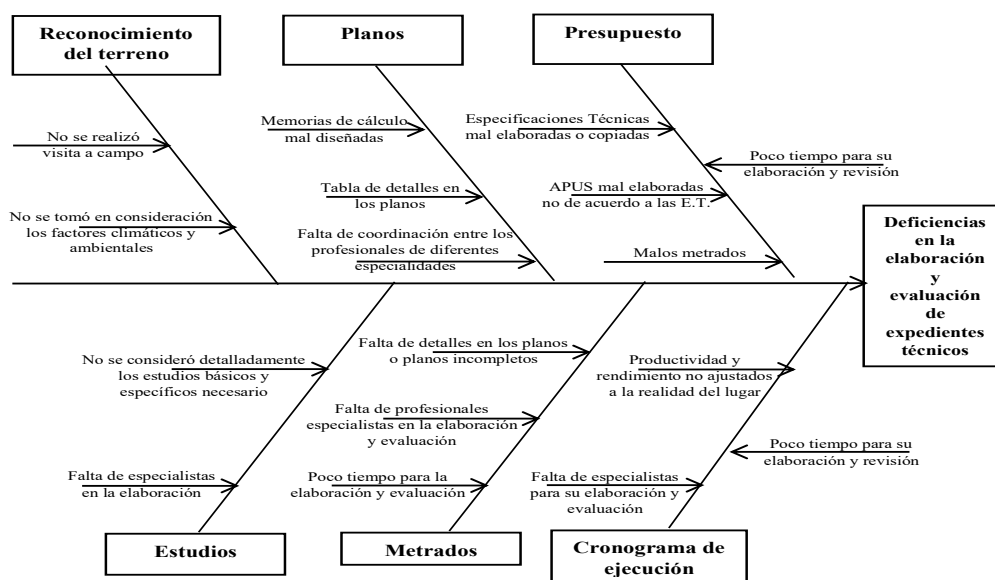 Reconocimiento
del terreno
Planos
Presupuesto
No se realizó
visita a campo
No se tomó en consideración
los factores climáticos y
ambientales
Memorias de cálculo
mal diseñadas
Tabla de detalles en
los planos
Falta de coordinación entre los
profesionales de diferentes
especialidades
Especificaciones Técnicas
mal elaboradas o copiadas
Poco tiempo para su
elaboración y revisión
APUS mal elaboradas
no de acuerdo a las E.T.
Malos metrados
Deficiencias
en la
elaboración
y
evaluación
de
expedientes
técnicos
No se consideró detalladamente
los estudios básicos y
específicos necesario
Falta de especialistas
en la elaboración
Falta de detalles en los planos
o planos incompletos
Falta de profesionales
especialistas en la elaboración
y evaluación
Poco tiempo para la
elaboración y evaluación
Productividad y
rendimiento no ajustados
a la realidad del lugar
Poco tiempo para su
elaboración y revisión
Falta de especialistas
para su elaboración y
evaluación
Estudios
Metrados
Cronograma de
ejecución